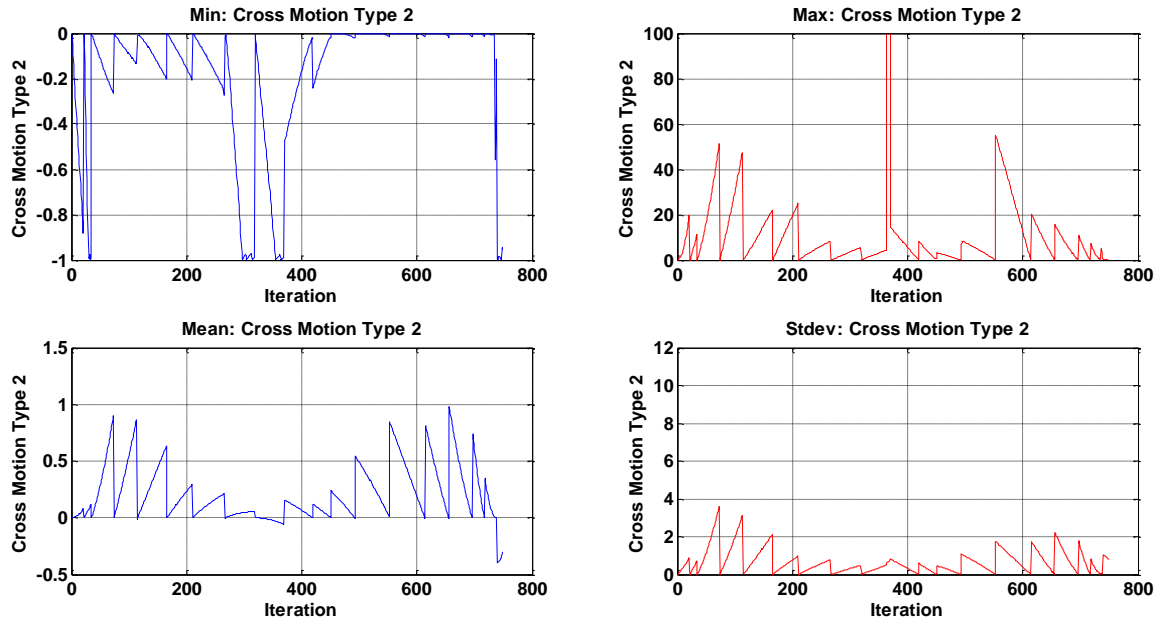 Min: Cross Motion Type 2
Cross Motion Type 2
0
-0.2
-0.4
-0.6
-0.8
-1
0 200 400 600 800
Iteration
Max: Cross Motion Type 2
Cross Motion Type 2
100
80
60
40
20
0
0 200 400 600 800
Iteration
Mean: Cross Motion Type 2
Cross Motion Type 2
1.5
1
0.5
0
-0.5
0 200 400 600 800
Iteration
Stdev: Cross Motion Type 2
Cross Motion Type 2
12
10
8
6
4
2
0
0 200 400 600 800
Iteration